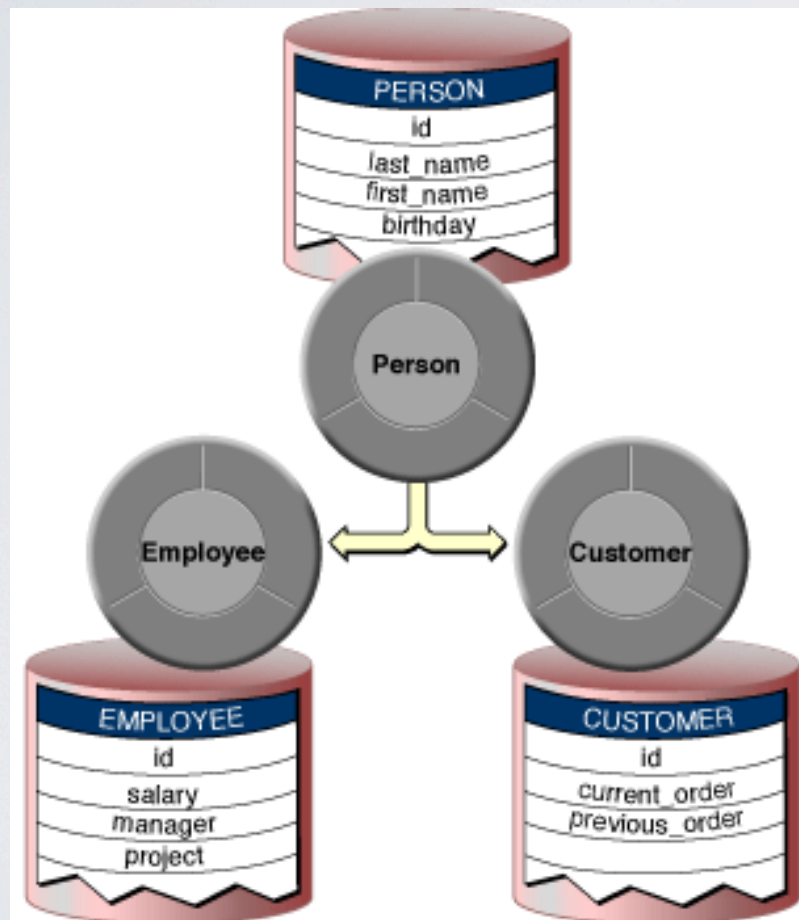 PERSON
id
last_name
first_name
birthday
Person
Employee
Customer
EMPLOYEE
id
salary
manager
project
CUSTOMER
id
current_order
previous_order